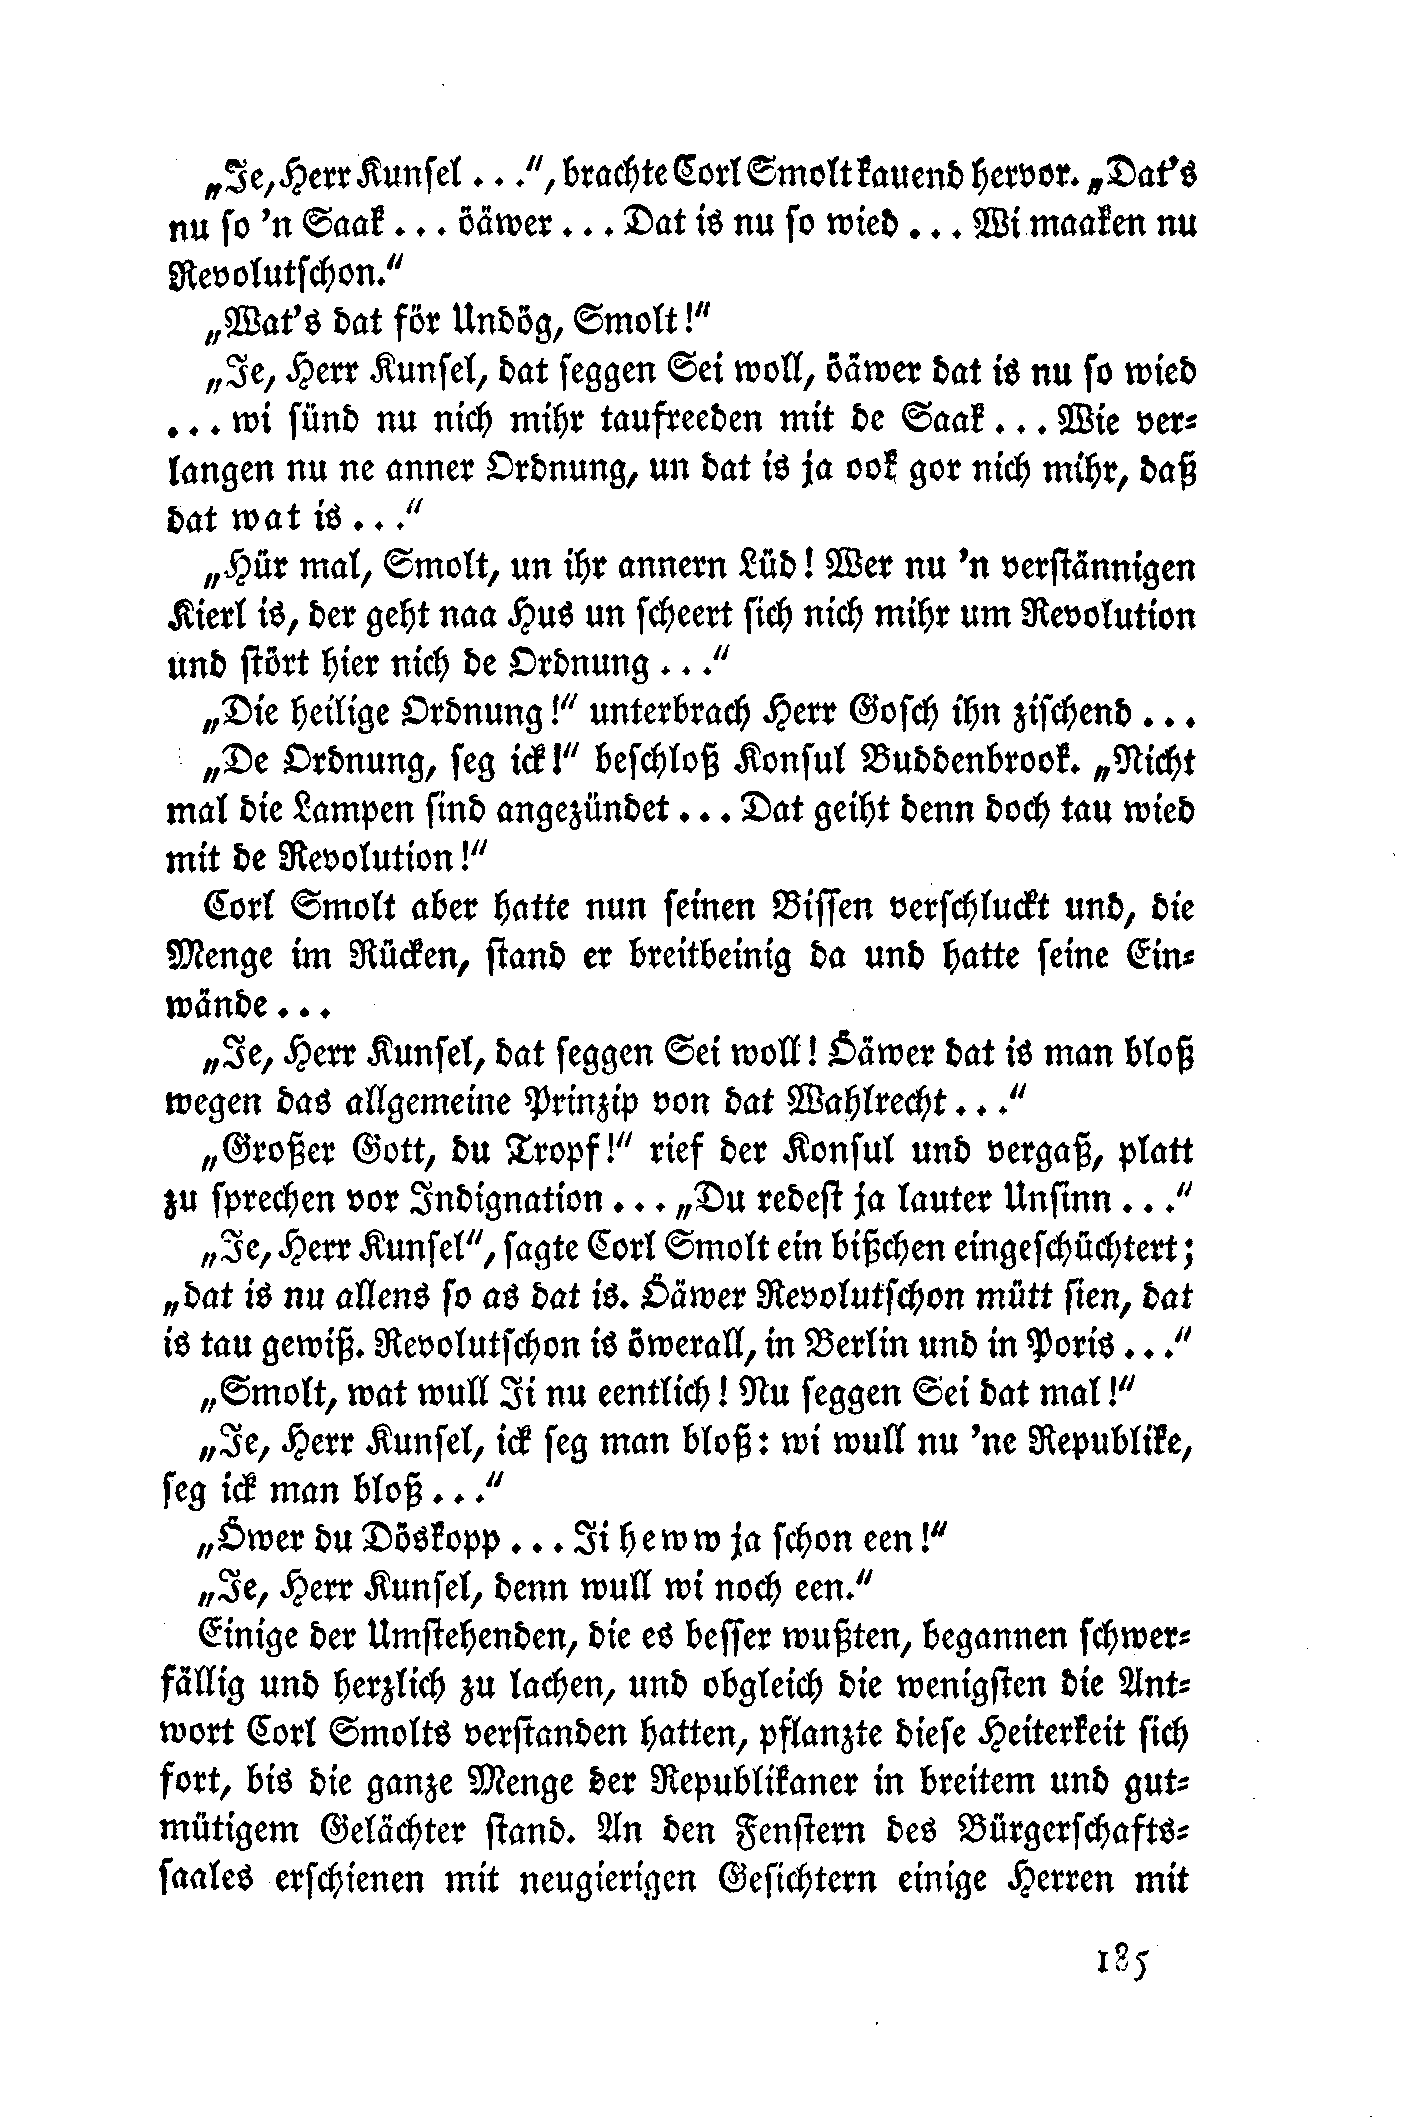 „Je, Herr Kunsel . . .“, brachte Corl Smolt kauend hervor. „Dat’s
nu so ’n Saak . . . öäwer . . . Dat is nu so wied . . . Wi maaken nu
Revolutschon.“
„Wat’s dat för Undög, Smolt!“
„Je, Herr Kunsel, dat seggen Sei woll, öäwer dat is nu so wied
. . . wi sünd nu nich mihr taufreeden mit de Saak . . . Wie ver-
langen nu ne anner Ordnung, un dat is ja ook gor nich mihr, daß
dat wat is . . .“
„Hür mal, Smolt, un ihr annern Lüd! Wer nu ’n verstännigen
Kierl is, der geht naa Hus un scheert sich nich mihr um Revolution
und stört hier nich de Ordnung . . .“
„Die heilige Ordnung!“ unterbrach Herr Gosch ihn zischend . . .
„De Ordnung, seg ick!“ beschloß Konsul Buddenbrook. „Nicht
mal die Lampen sind angezündet . . . Dat geiht denn doch tau wied
mit de Revolution!“
Corl Smolt aber hatte nun seinen Bissen verschluckt und, die
Menge im Rücken, stand er breitbeinig da und hatte seine Ein-
wände . . .
„Je, Herr Kunsel, dat seggen Sei woll! Öäwer dat is man bloß
wegen das allgemeine Prinzip von dat Wahlrecht . . .“
„Großer Gott, du Tropf!“ rief der Konsul und vergaß, platt
zu sprechen vor Indignation . . . „Du redest ja lauter Unsinn . . .“
„Je, Herr Kunsel“, sagte Corl Smolt ein bißchen eingeschüchtert;
„dat is nu allens so as dat is. Öäwer Revolutschon mütt sien, dat
is tau gewiß. Revolutschon is öwerall, in Berlin und in Poris . . .“
„Smolt, wat wull Ji nu eentlich! Nu seggen Sei dat mal!“
„Je, Herr Kunsel, ick seg man bloß: wi wull nu ’ne Republike,
seg ick man bloß . . .“
„Öwer du Döskopp . . . Ji heww ja schon een!“
„Je, Herr Kunsel, denn wull wi noch een.“
Einige der Umstehenden, die es besser wußten, begannen schwer-
fällig und herzlich zu lachen, und obgleich die wenigsten die Ant-
wort Corl Smolts verstanden hatten, pflanzte diese Heiterkeit sich
fort, bis die ganze Menge der Republikaner in breitem und gut-
mütigem Gelächter stand. An den Fenstern des Bürgerschafts-
saales erschienen mit neugierigen Gesichtern einige Herren mit
185